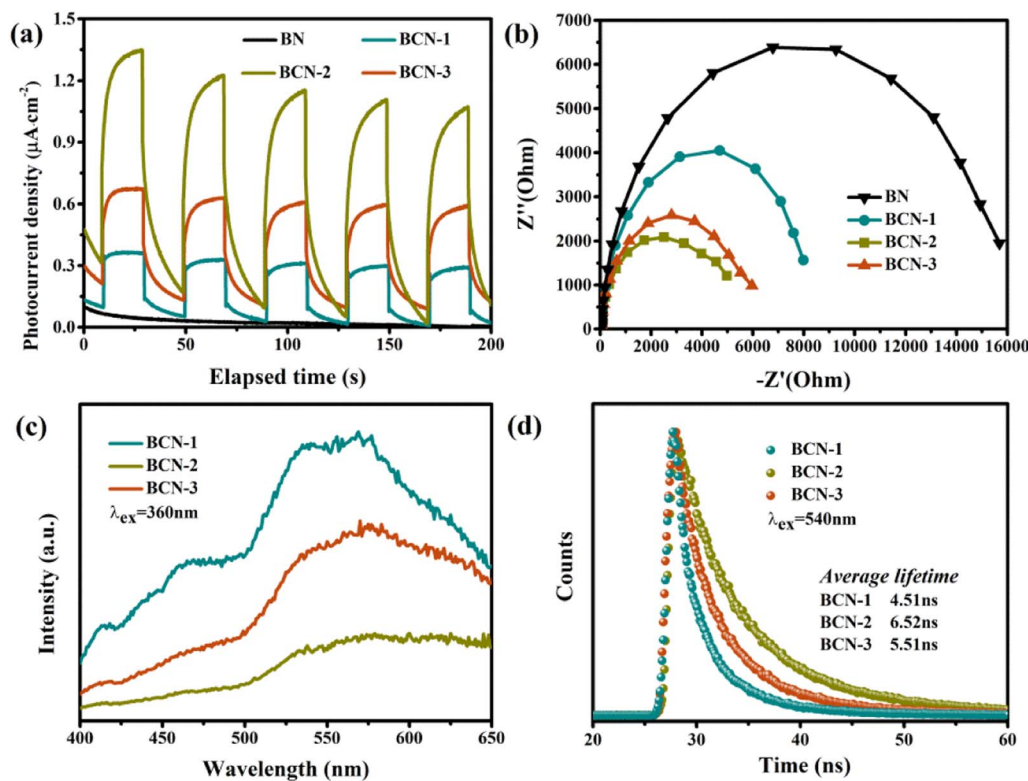 (a)
BN
BCN-1
BCN-2
BCN-3
Photocurrent density (μA·cm⁻²)
1.5
1.2
0.9
0.6
0.3
0.0
0
50
100
150
200
Elapsed time (s)
(b)
Z''(Ohm)
7000
6000
5000
4000
3000
2000
1000
0
BN
BCN-1
BCN-2
BCN-3
0
2000
4000
6000
8000
10000
12000
14000
16000
-Z'(Ohm)
(c)
BCN-1
BCN-2
BCN-3
λex=360nm
Intensity (a.u.)
400
450
500
550
600
650
Wavelength (nm)
(d)
BCN-1
BCN-2
BCN-3
λex=540nm
Counts
Average lifetime
BCN-1 4.51ns
BCN-2 6.52ns
BCN-3 5.51ns
20
30
40
50
60
Time (ns)